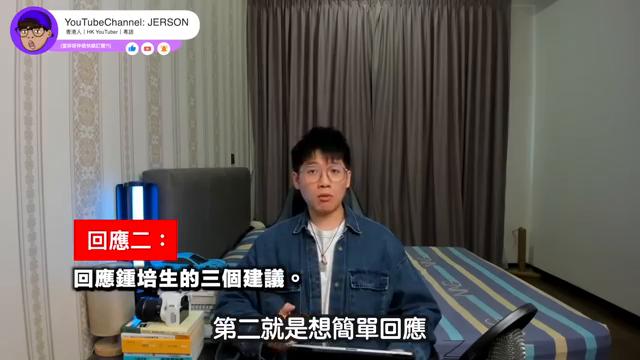 YouTubeChannel: JERSON
香港人｜HK YouTuber｜粵語
回應二：
回應鍾培生的三個建議。
第二就是想簡單回應